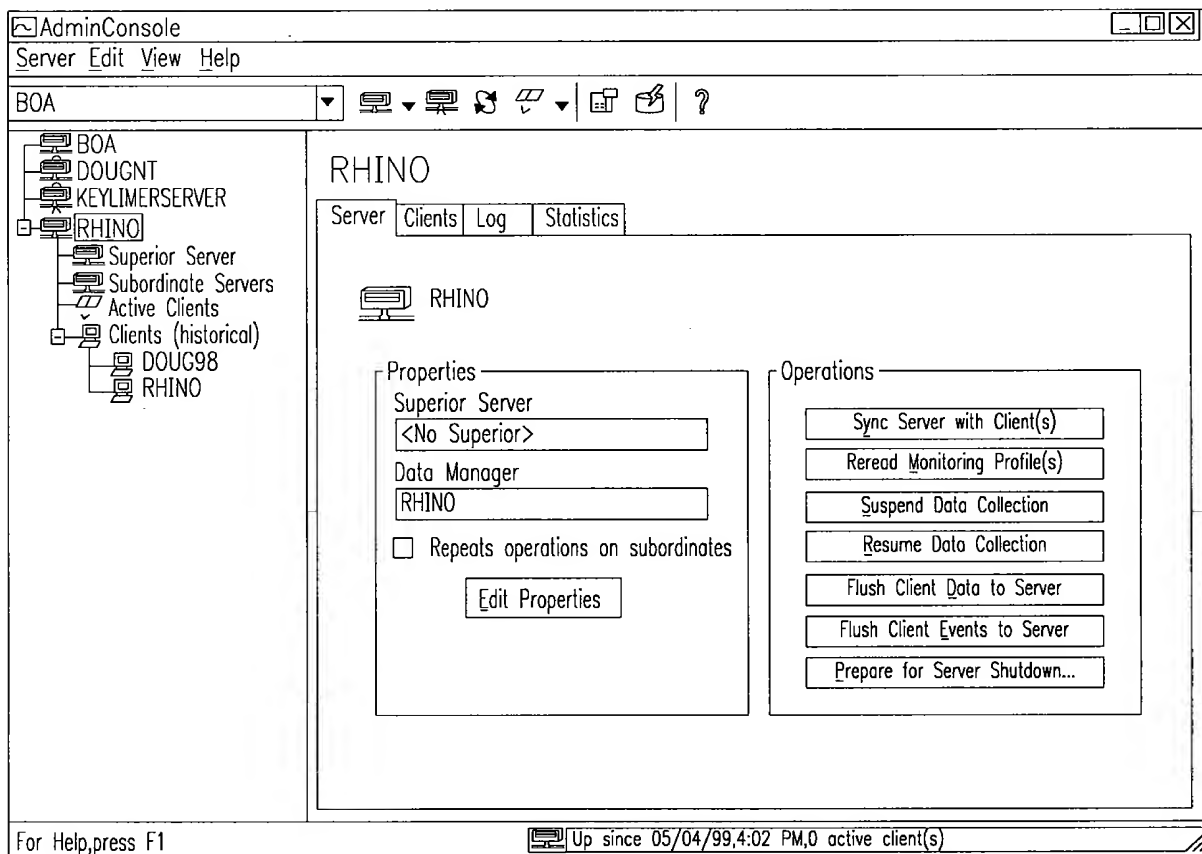 AdminConsole
Server Edit View Help
BOA
BOA
DOUGNT
KEYLIMERSERVER
RHINO
Superior Server
Subordinate Servers
Active Clients
Clients (historical)
DOUG98
RHINO
RHINO
Server Clients Log Statistics
RHINO
Properties
Superior Server
<No Superior>
Data Manager
RHINO
Repeats operations on subordinates
Edit Properties
Operations
Sync Server with Client(s)
Reread Monitoring Profile(s)
Suspend Data Collection
Resume Data Collection
Flush Client Data to Server
Flush Client Events to Server
Prepare for Server Shutdown...
For Help,press F1
Up since 05/04/99,4:02 PM,0 active client(s)